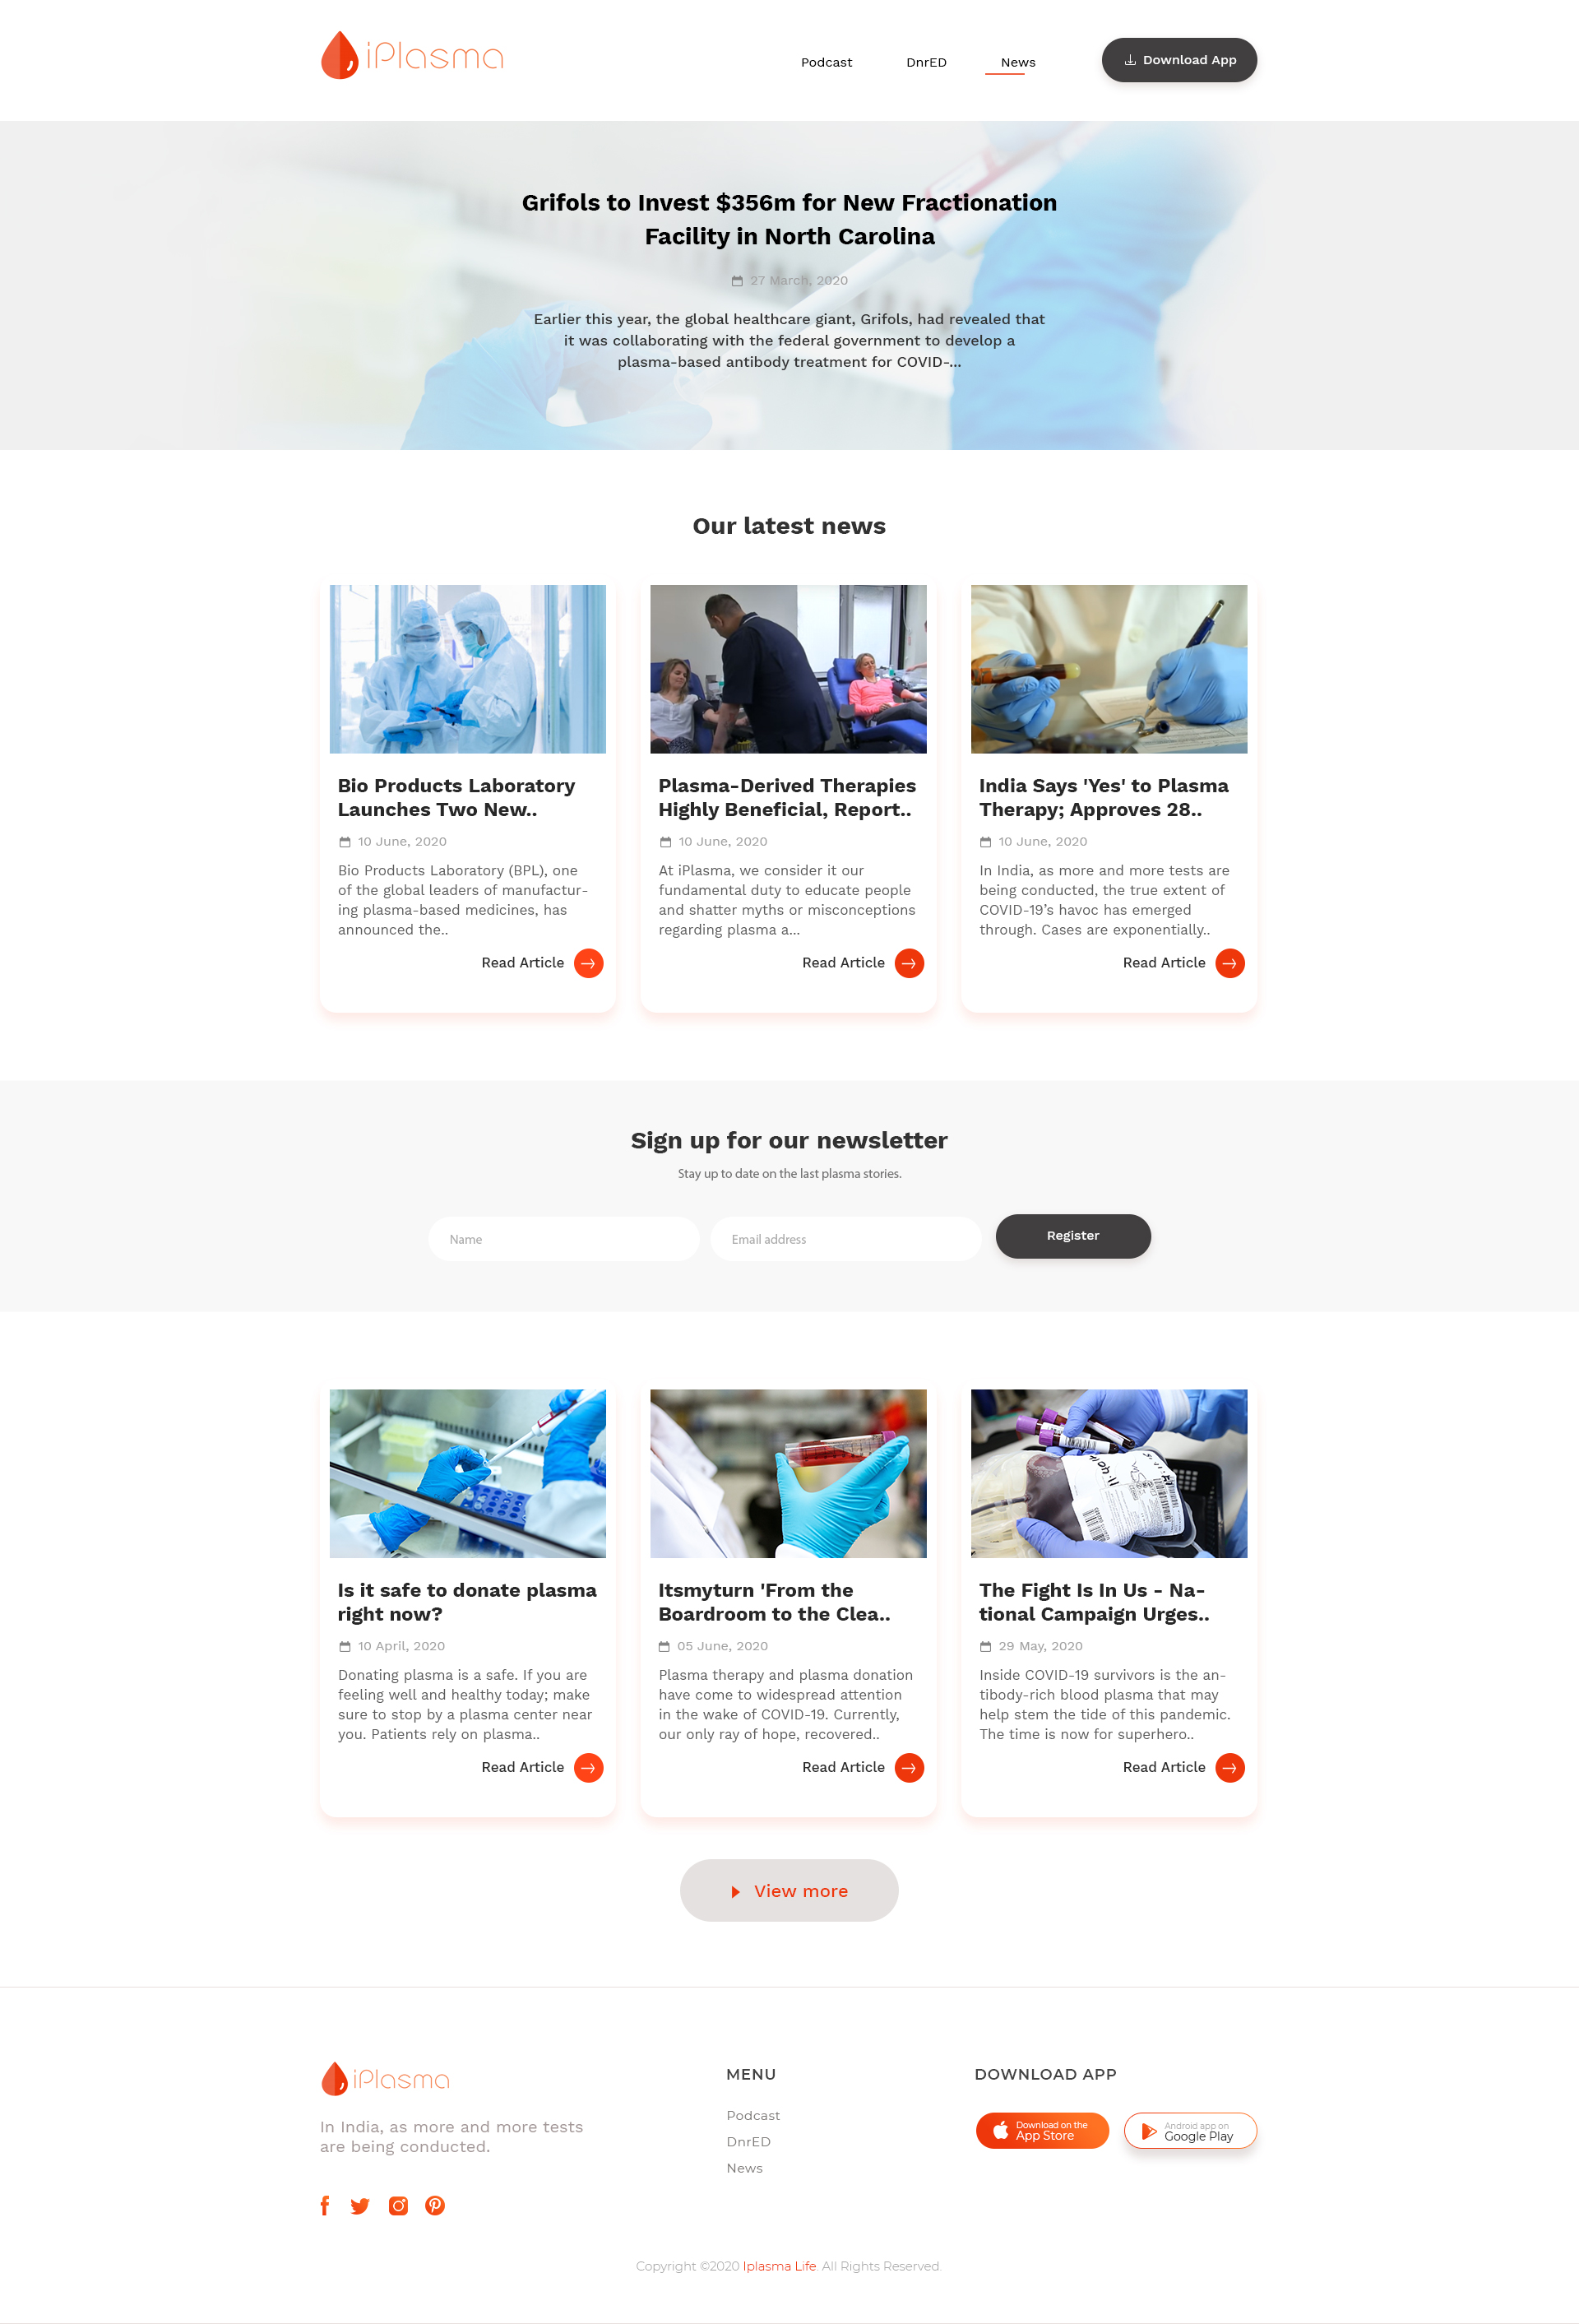 iPlasma
Podcast
DnrED
News
Download App
Grifols to Invest $356m for New Fractionation
Facility in North Carolina
27 March, 2020
Earlier this year, the global healthcare giant, Grifols, had revealed that
it was collaborating with the federal government to develop a
plasma-based antibody treatment for COVID-...
Our latest news
Bio Products Laboratory
Launches Two New..
10 June, 2020
Bio Products Laboratory (BPL), one
of the global leaders of manufactur-
ing plasma-based medicines, has
announced the..
Read Article
Plasma-Derived Therapies
Highly Beneficial, Report..
10 June, 2020
At iPlasma, we consider it our
fundamental duty to educate people
and shatter myths or misconceptions
regarding plasma a...
Read Article
India Says 'Yes' to Plasma
Therapy; Approves 28..
10 June, 2020
In India, as more and more tests are
being conducted, the true extent of
COVID-19’s havoc has emerged
through. Cases are exponentially..
Read Article
Sign up for our newsletter
Stay up to date on the last plasma stories.
Name
Email address
Register
Is it safe to donate plasma
right now?
10 April, 2020
Donating plasma is a safe. If you are
feeling well and healthy today; make
sure to stop by a plasma center near
you. Patients rely on plasma..
Read Article
Itsmyturn 'From the
Boardroom to the Clea..
05 June, 2020
Plasma therapy and plasma donation
have come to widespread attention
in the wake of COVID-19. Currently,
our only ray of hope, recovered..
Read Article
The Fight Is In Us - Na-
tional Campaign Urges..
29 May, 2020
Inside COVID-19 survivors is the an-
tibody-rich blood plasma that may
help stem the tide of this pandemic.
The time is now for superhero..
Read Article
View more
iPlasma
In India, as more and more tests
are being conducted.
MENU
Podcast
DnrED
News
DOWNLOAD APP
Download on the
App Store
Android app on
Google Play
Copyright ©2020 Iplasma Life. All Rights Reserved.